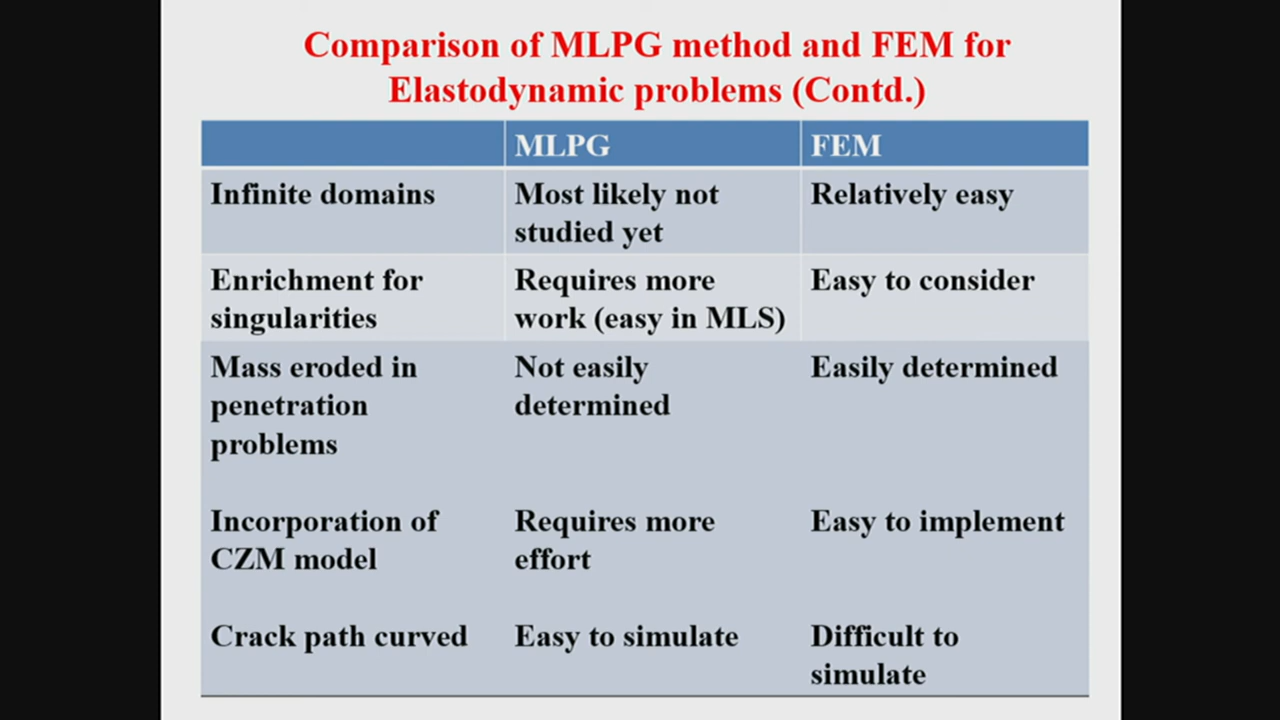 Comparison of MLPG method and FEM for
Elastodynamic problems (Contd.)
MLPG FEM
Infinite domains Most likely not Relatively easy
studied yet
Enrichment for Requires more Easy to consider
singularities work (easy in MLS)
Mass eroded in Not easily Easily determined
penetration determined
problems
Incorporation of Requires more Easy to implement
CZM model effort
Crack path curved Easy to simulate Difficult to
simulate